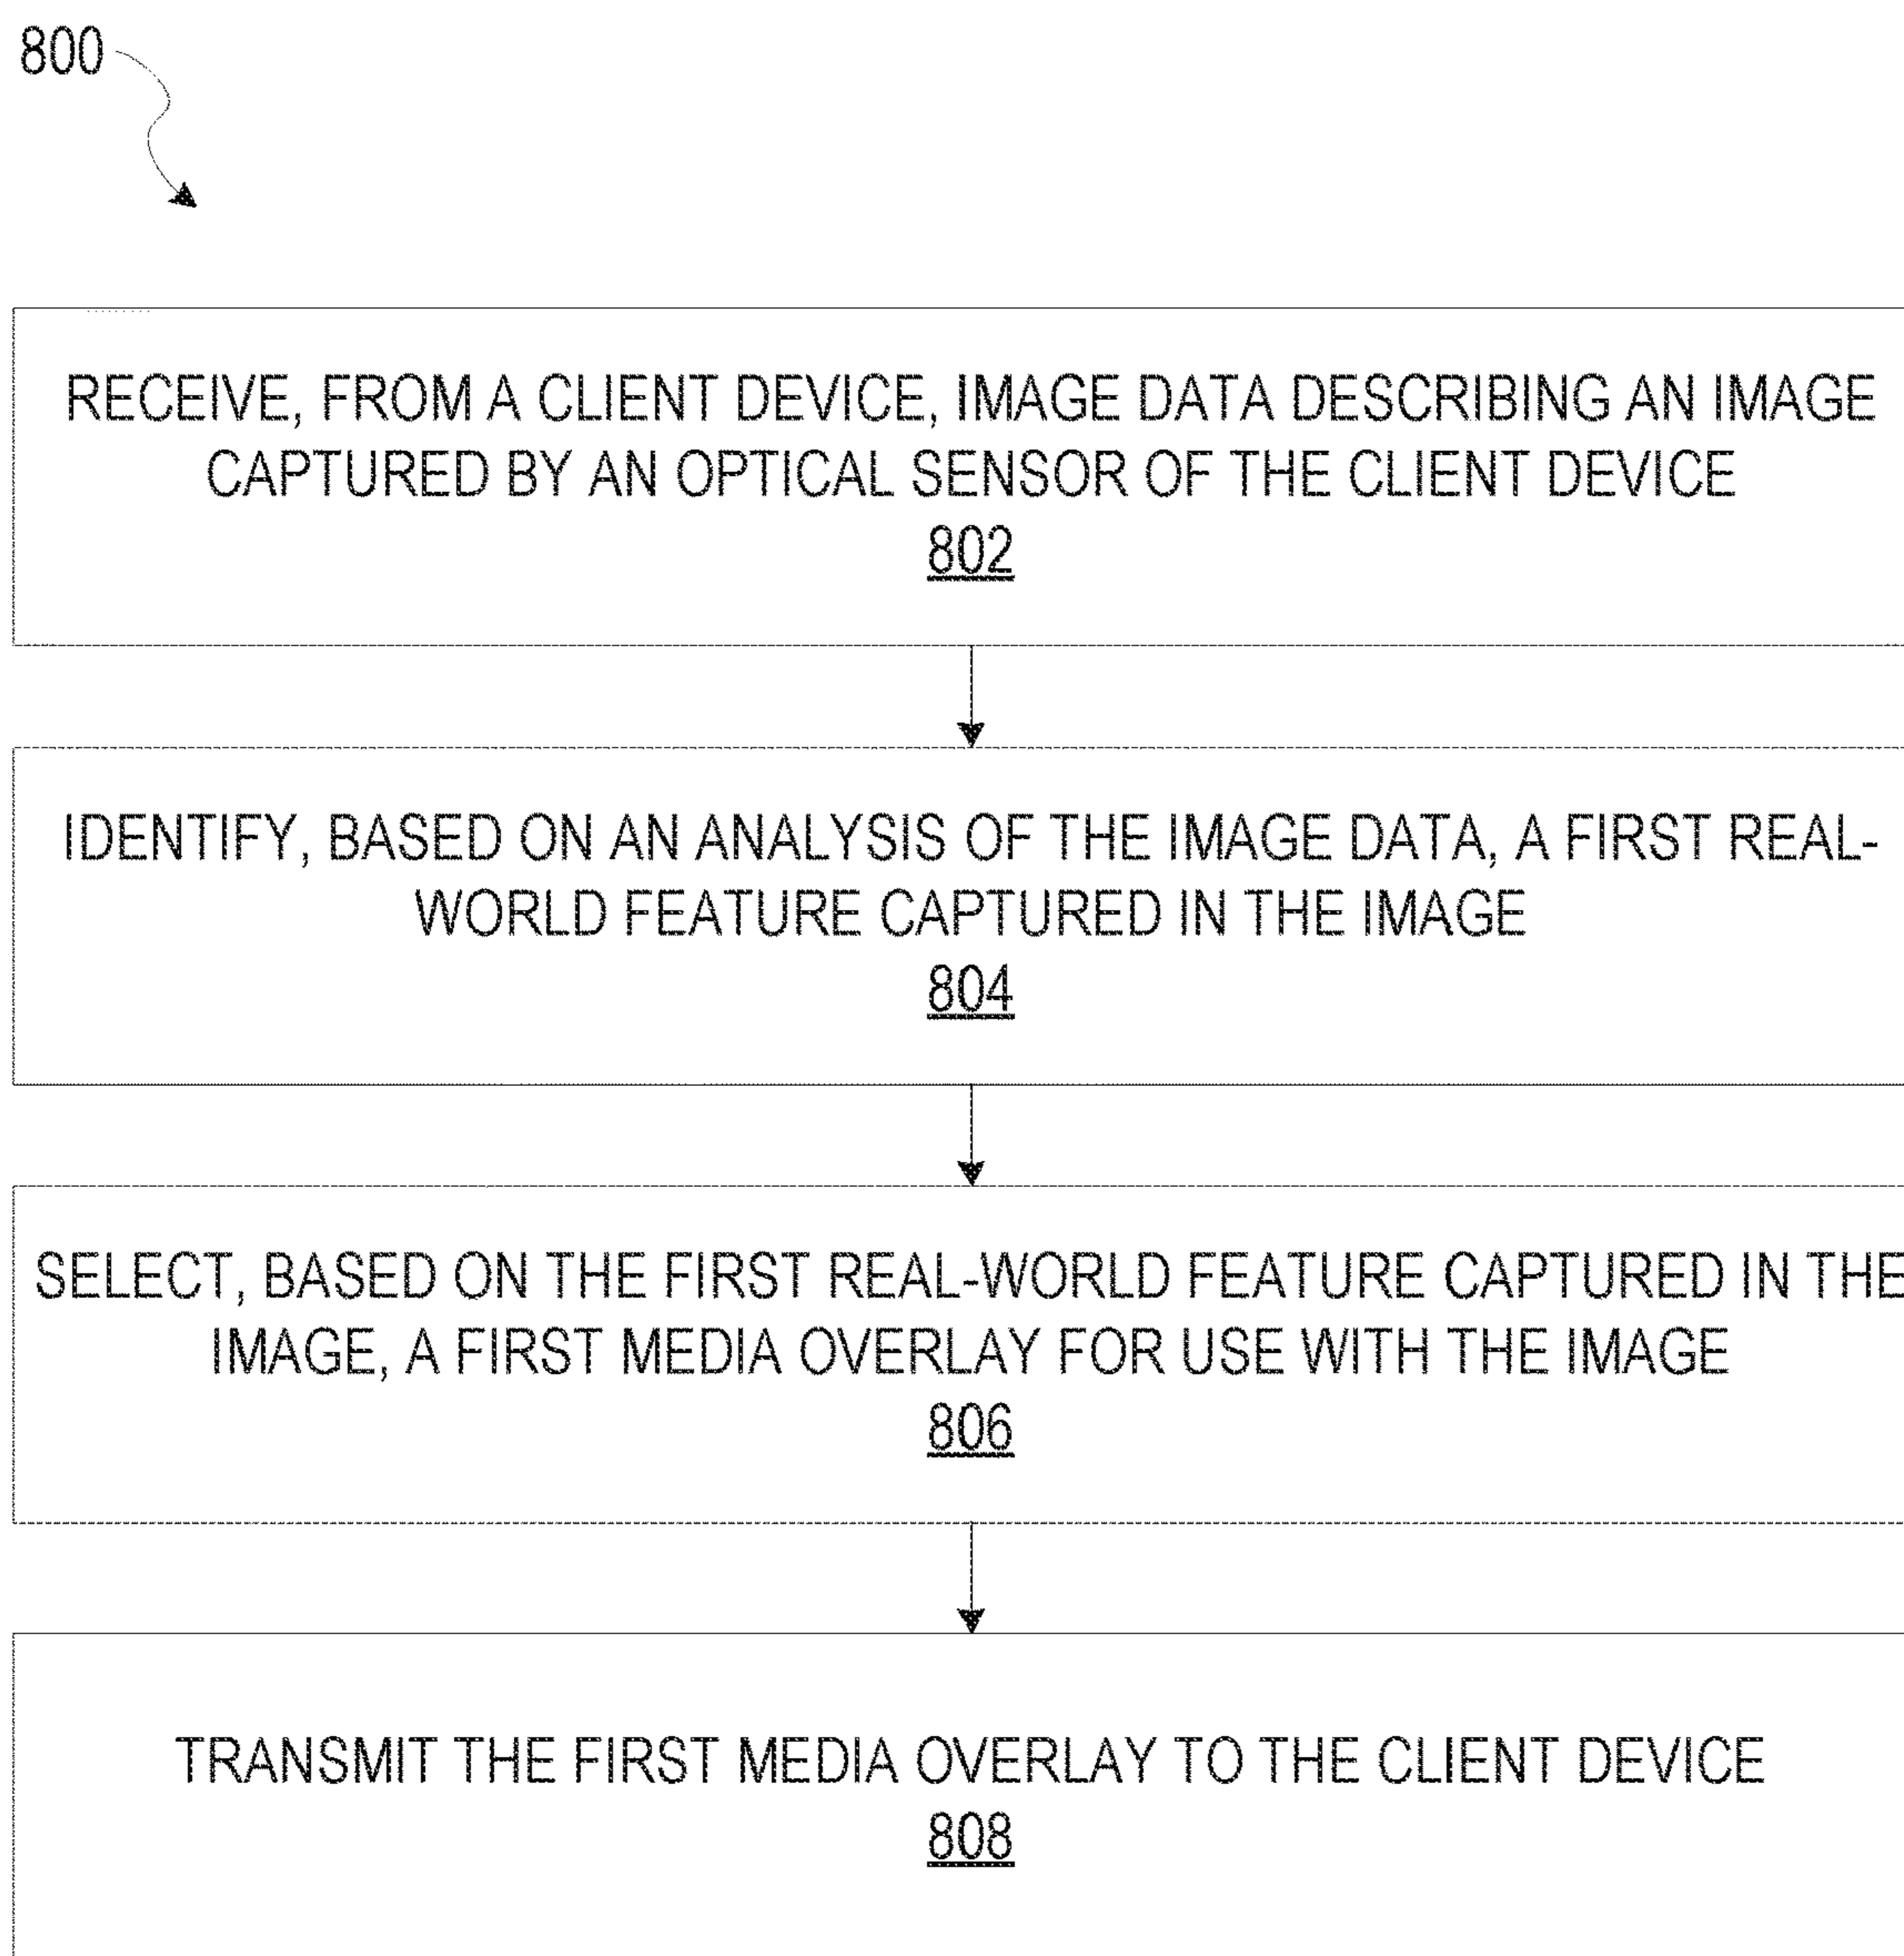 800
RECEIVE, FROM A CLIENT DEVICE, IMAGE DATA DESCRIBING AN IMAGE
CAPTURED BY AN OPTICAL SENSOR OF THE CLIENT DEVICE
802
IDENTIFY, BASED ON AN ANALYSIS OF THE IMAGE DATA, A FIRST REAL-
WORLD FEATURE CAPTURED IN THE IMAGE
804
SELECT, BASED ON THE FIRST REAL-WORLD FEATURE CAPTURED IN THE
IMAGE, A FIRST MEDIA OVERLAY FOR USE WITH THE IMAGE
806
TRANSMIT THE FIRST MEDIA OVERLAY TO THE CLIENT DEVICE
808